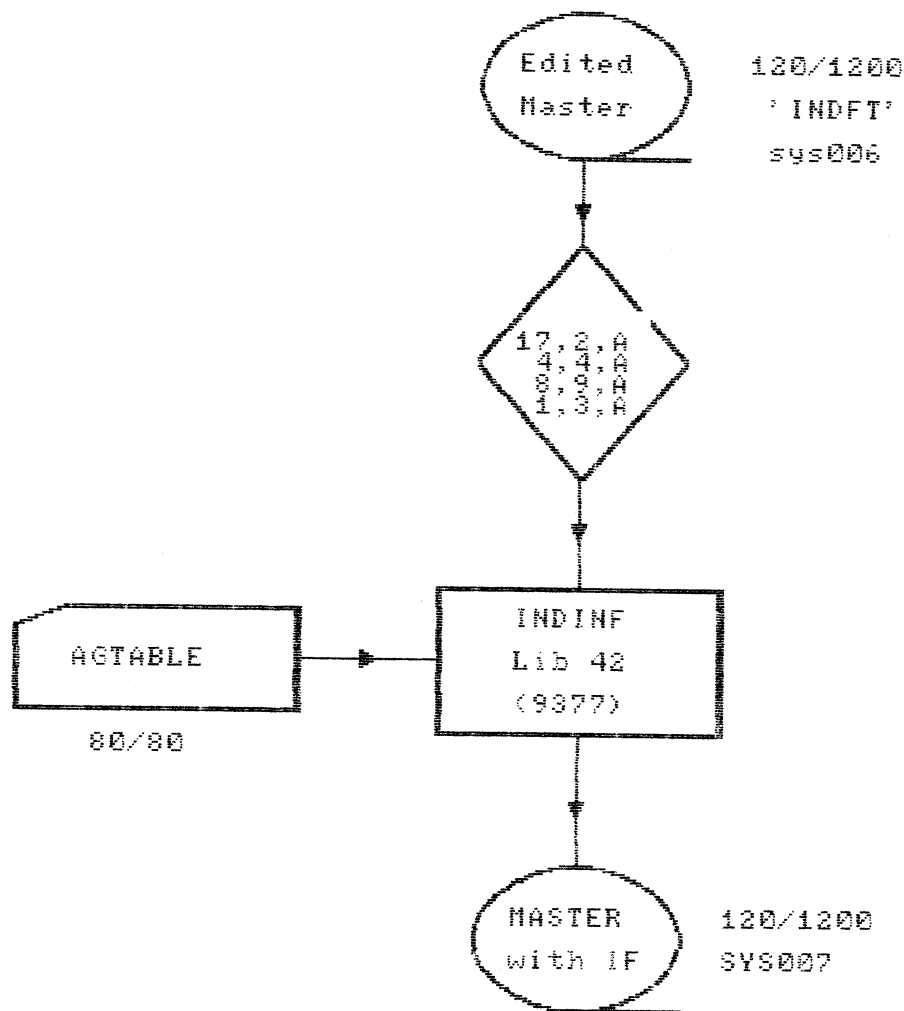 Edited
Master
120/1200
'INDFT'
sys006
17,2,A
4,4,A
8,9,A
1,3,A
AGTABLE
80/80
INDINF
Lib 42
(9377)
MASTER
with IF
120/1200
SYS007